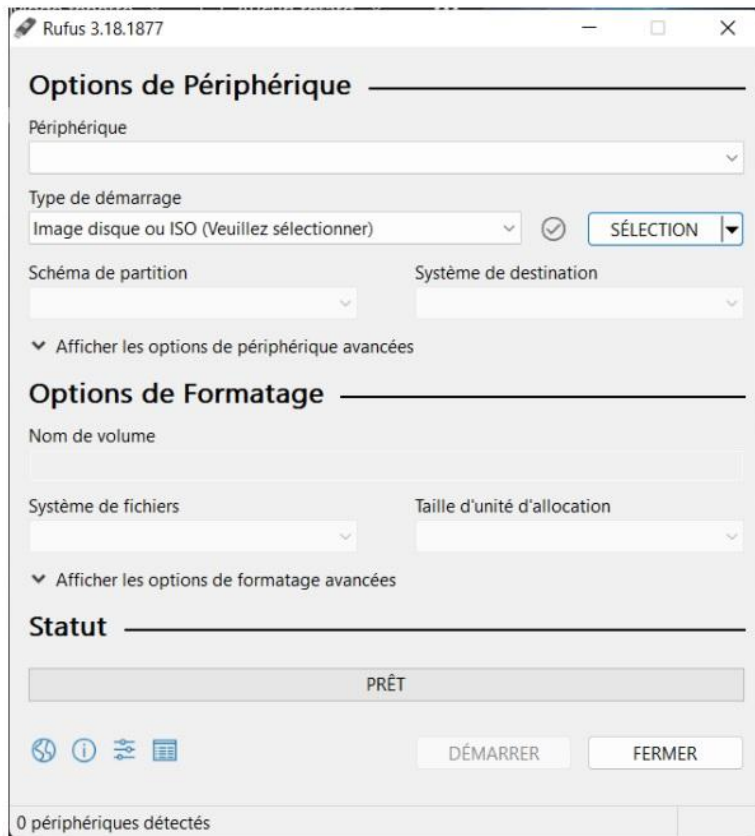 Rufus 3.18.1877
Options de Périphérique
Périphérique
Type de démarrage
Image disque ou ISO (Veuillez sélectionner)
SÉLECTION
Schéma de partition
Système de destination
Afficher les options de périphérique avancées
Options de Formatage
Nom de volume
Système de fichiers
Taille d'unité d'allocation
Afficher les options de formatage avancées
Statut
PRÊT
DÉMARRER
FERMER
0 périphériques détectés